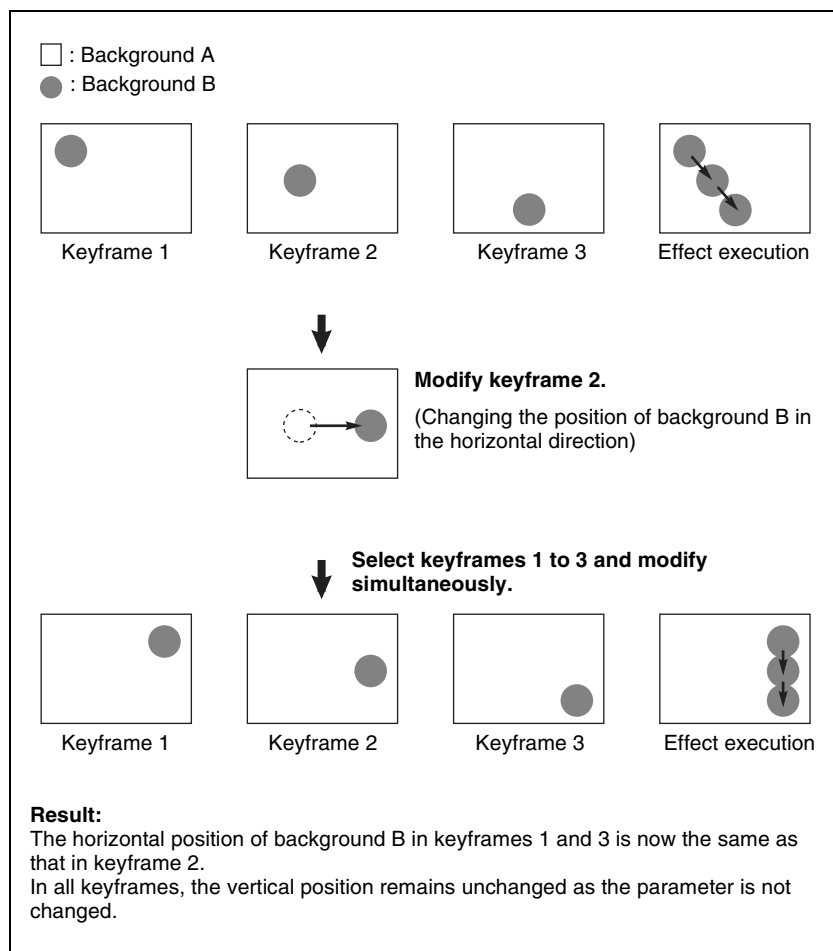 : Background A
: Background B
Keyframe 1
Keyframe 2
Keyframe 3
Effect execution
Modify keyframe 2.
(Changing the position of background B in
the horizontal direction)
Select keyframes 1 to 3 and modify
simultaneously.
Keyframe 1
Keyframe 2
Keyframe 3
Effect execution
Result:
The horizontal position of background B in keyframes 1 and 3 is now the same as
that in keyframe 2.
In all keyframes, the vertical position remains unchanged as the parameter is not
changed.